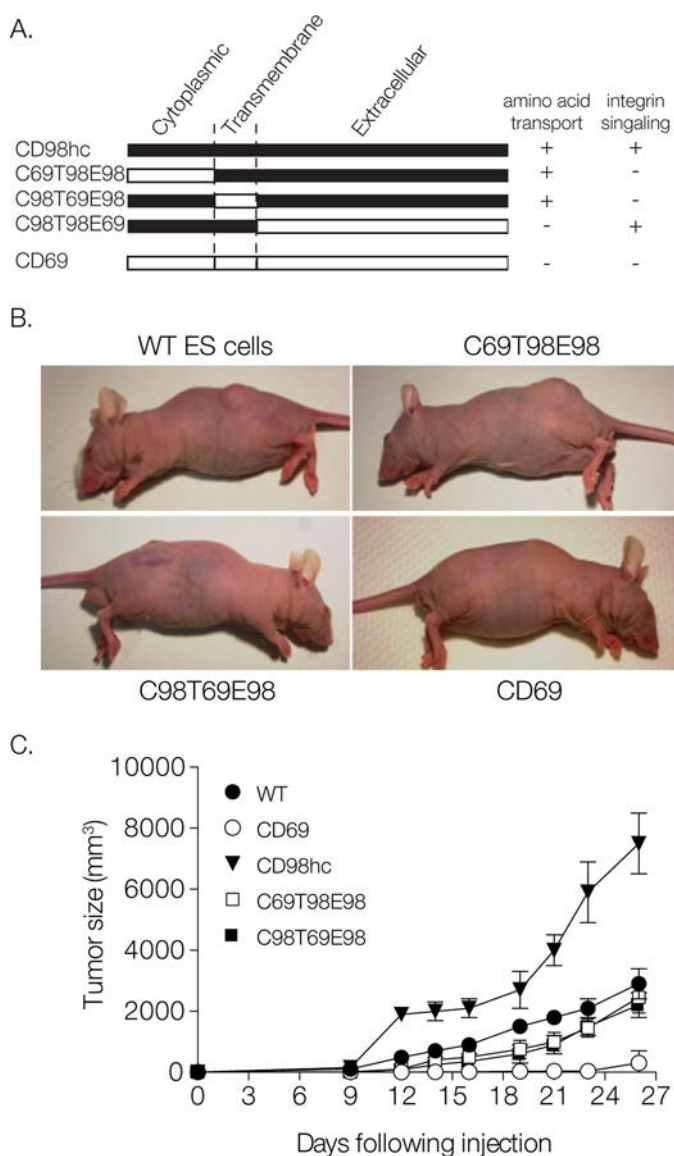 A.
Cytoplasmic Transmembrane Extracellular
amino acid integrin
transport singaling
CD98hc + +
C69T98E98 + -
C98T69E98 + -
C98T98E69 - +
CD69 - -
B.
WT ES cells C69T98E98
C98T69E98 CD69
C.
10000
8000
6000
4000
2000
0
Tumor size (mm³)
WT
CD69
CD98hc
C69T98E98
C98T69E98
0 3 6 9 12 15 18 21 24 27
Days following injection